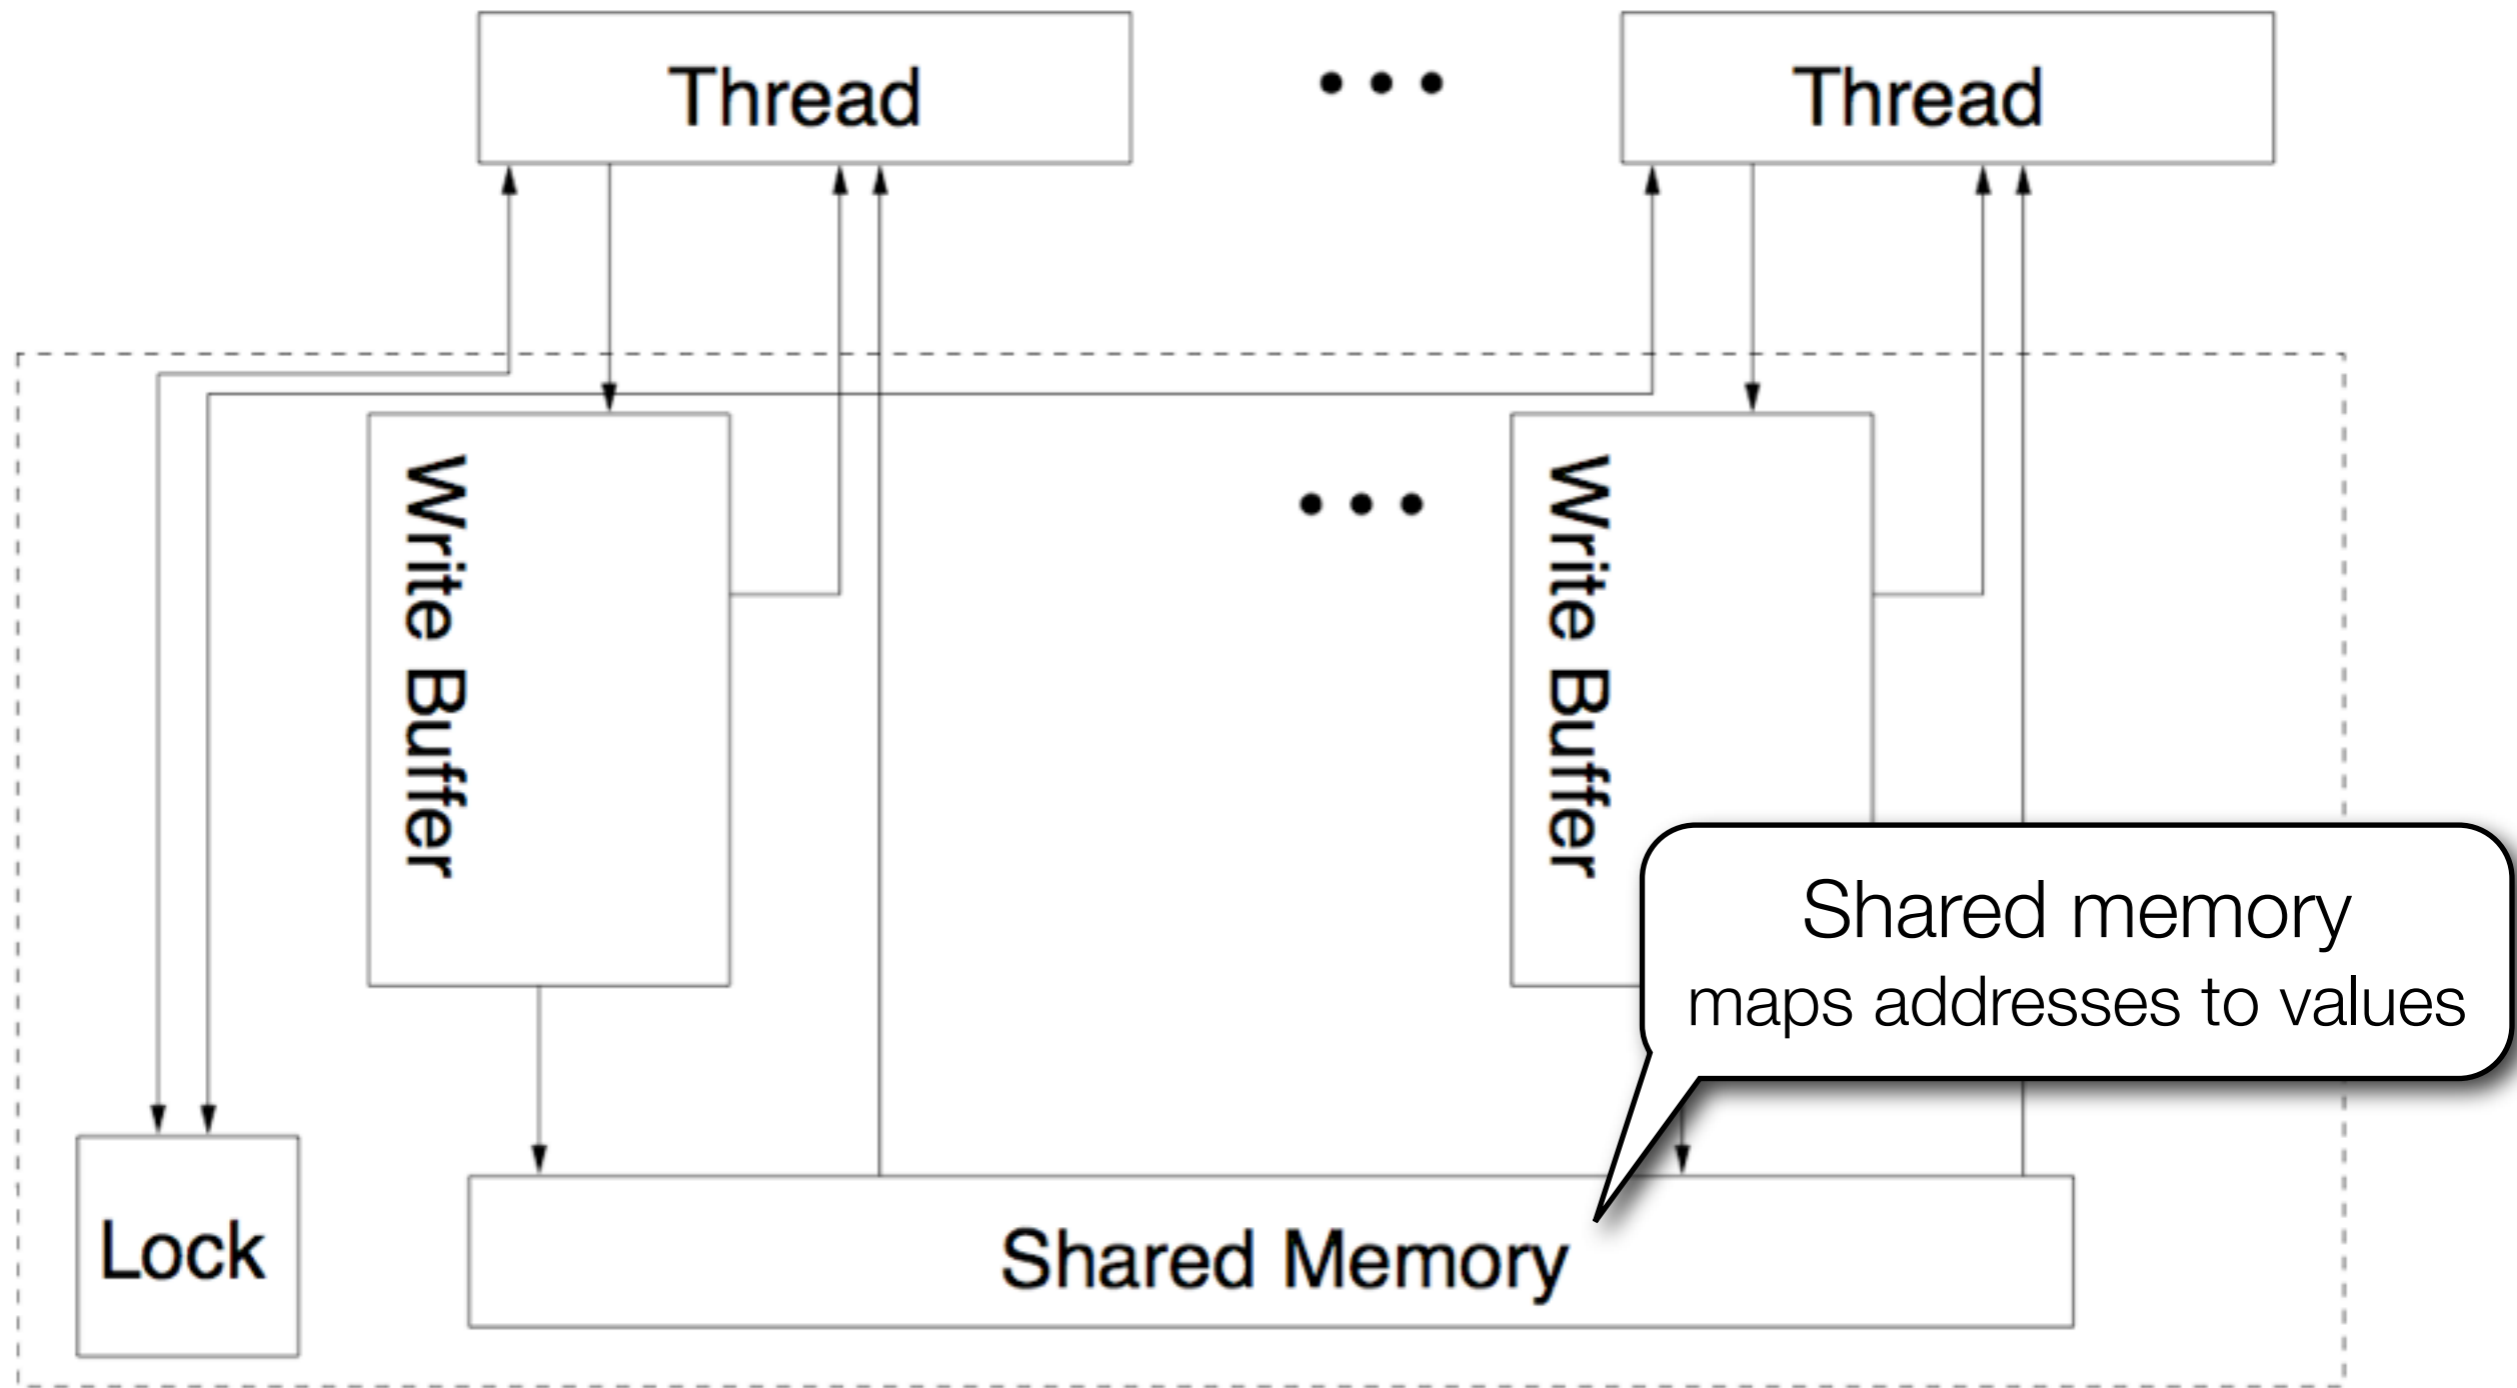 Thread
Thread
Write Buffer
Write Buffer
Shared memory
maps addresses to values
Lock
Shared Memory